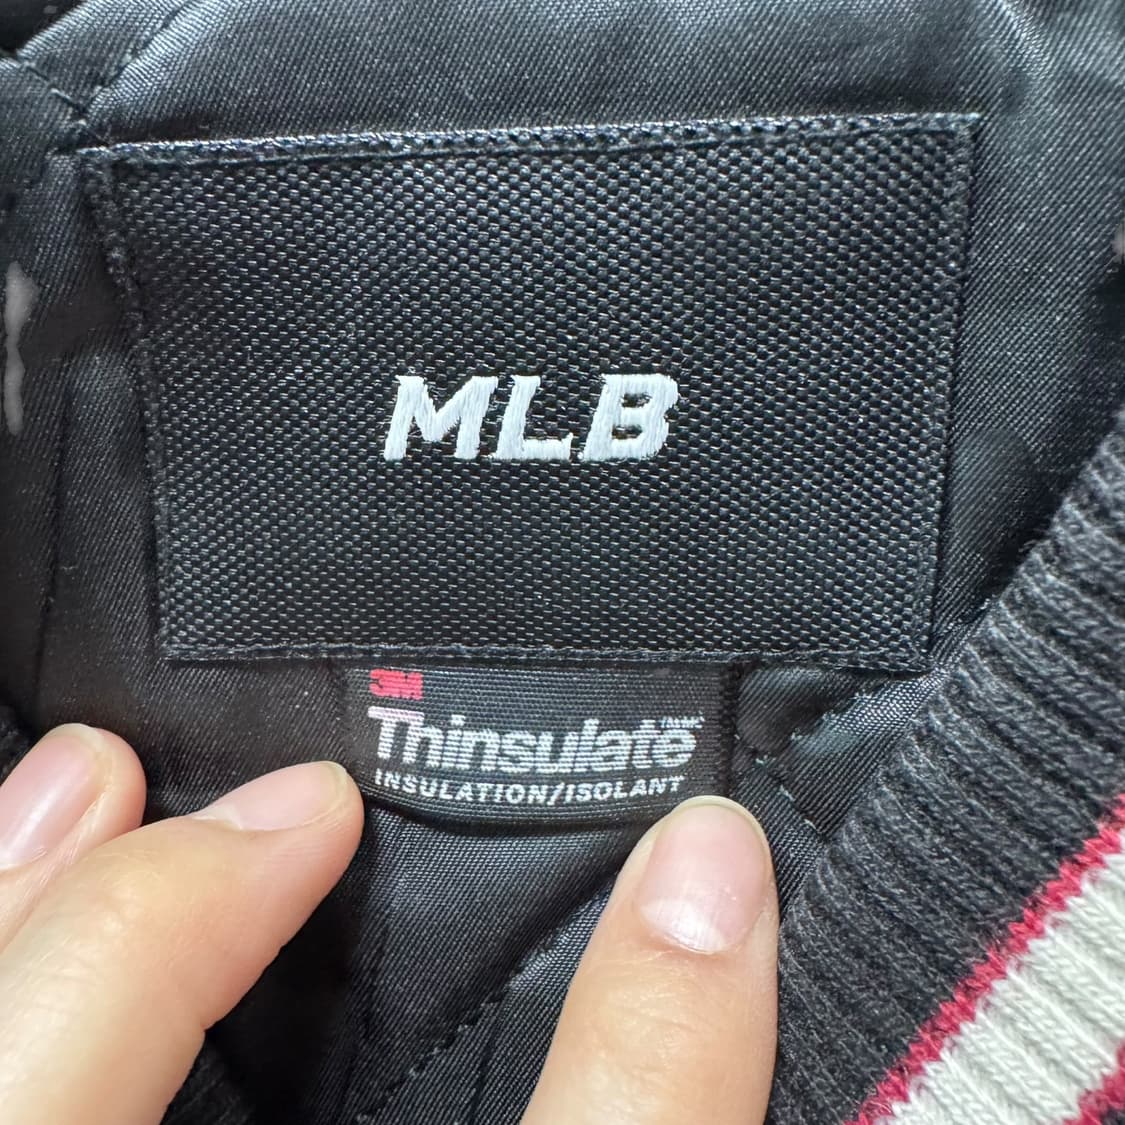 MLB
3M
Thinsulate
INSULATION/ISOLANT